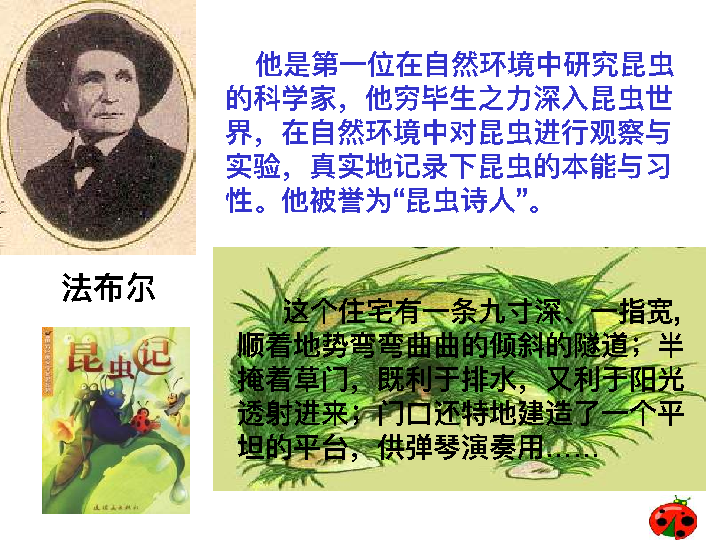 他是第一位在自然环境中研究昆虫
的科学家，他穷毕生之力深入昆虫世
界，在自然环境中对昆虫进行观察与
实验，真实地记录下昆虫的本能与习
性。他被誉为“昆虫诗人”。
法布尔
这个住宅有一条九寸深、一指宽，
顺着地势弯弯曲曲的倾斜的隧道；半
掩着草门，既利于排水，又利于阳光
透射进来；门口还特地建造了一个平
坦的平台，供弹琴演奏用……
昆虫记